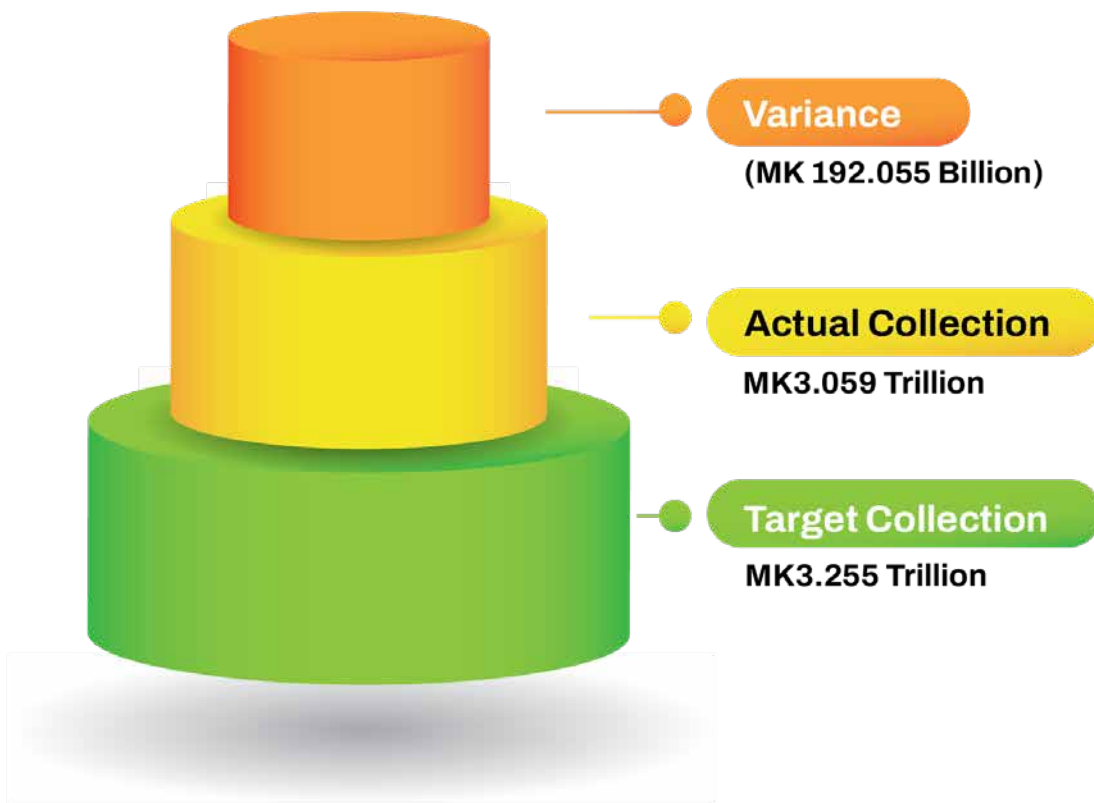 Variance
(MK 192.055 Billion)
Actual Collection
MK3.059 Trillion
Target Collection
MK3.255 Trillion